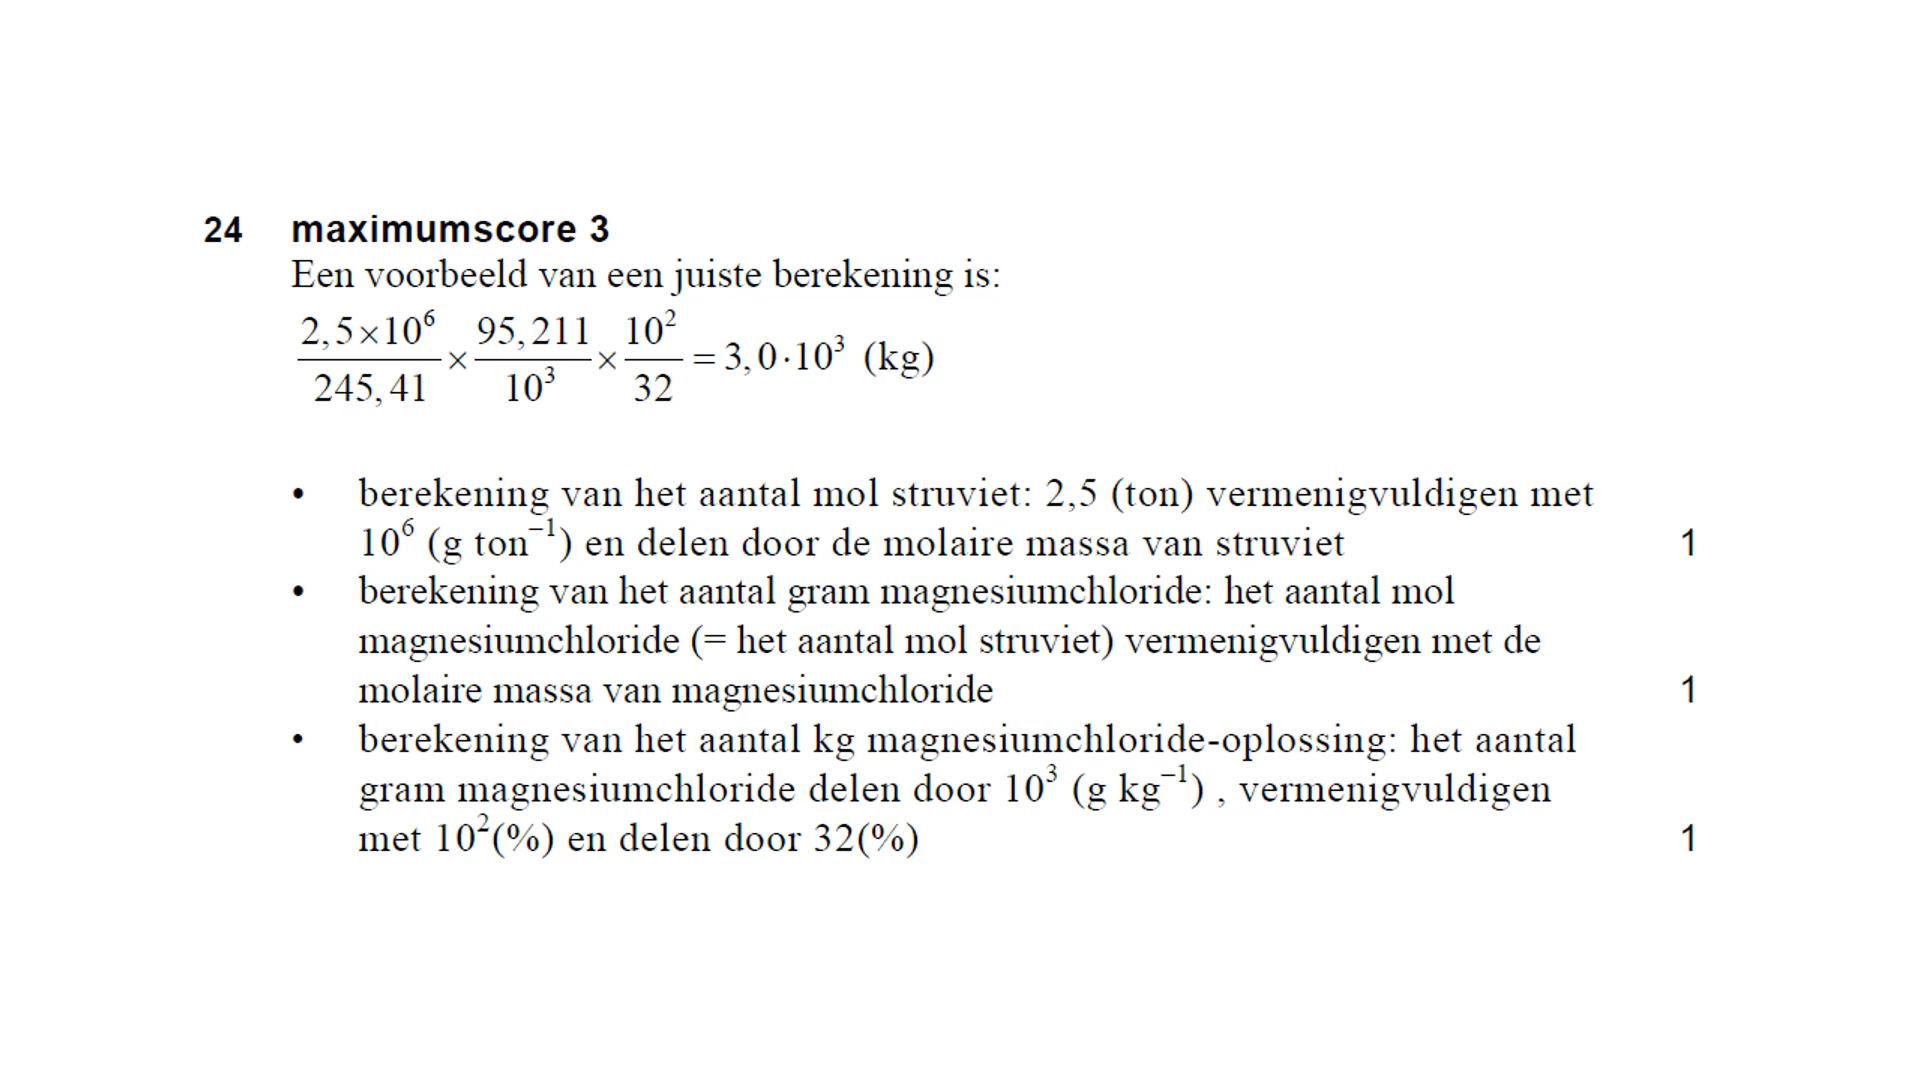 24 maximumscore 3
Een voorbeeld van een juiste berekening is:
2,5×10⁶/245,41 × 95,211/10³ × 10²/32 = 3,0·10³ (kg)
• berekening van het aantal mol struviet: 2,5 (ton) vermenigvuldigen met
10⁶ (g ton⁻¹) en delen door de molaire massa van struviet 1
• berekening van het aantal gram magnesiumchloride: het aantal mol
magnesiumchloride (= het aantal mol struviet) vermenigvuldigen met de
molaire massa van magnesiumchloride 1
• berekening van het aantal kg magnesiumchloride-oplossing: het aantal
gram magnesiumchloride delen door 10³ (g kg⁻¹) , vermenigvuldigen
met 10²(%) en delen door 32(%) 1